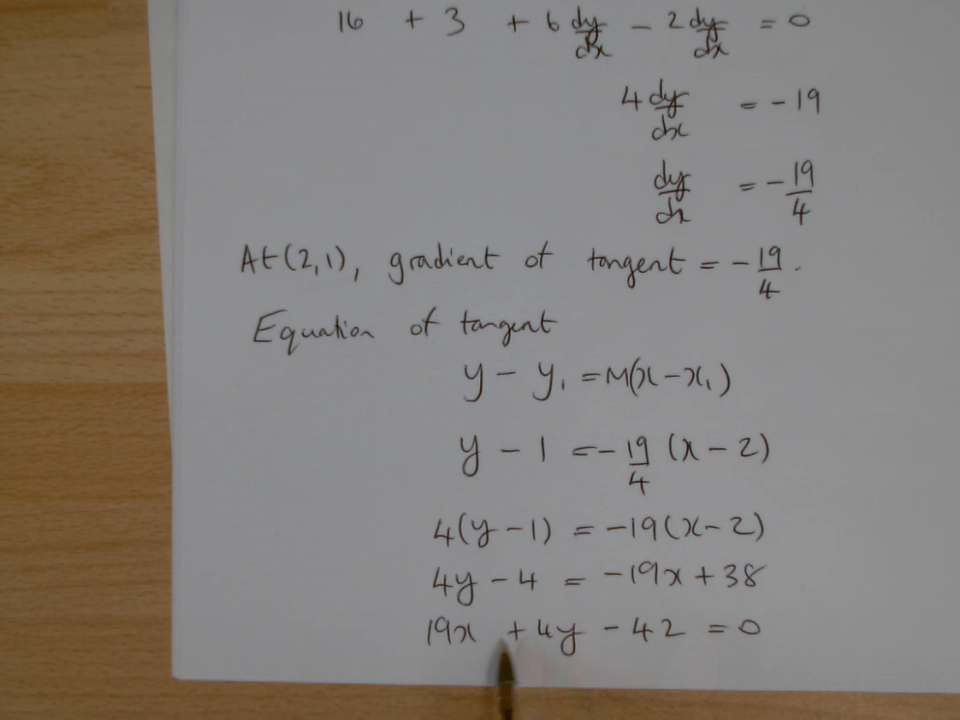 16 + 3 + 6 dy/dx - 2 dy/dx = 0
4 dy/dx = -19
dy/dx = -19/4
At (2,1), gradient of tangent = -19/4.
Equation of tangent
y - y₁ = M(x - x₁)
y - 1 = -19/4 (x - 2)
4(y - 1) = -19(x - 2)
4y - 4 = -19x + 38
19x + 4y - 42 = 0